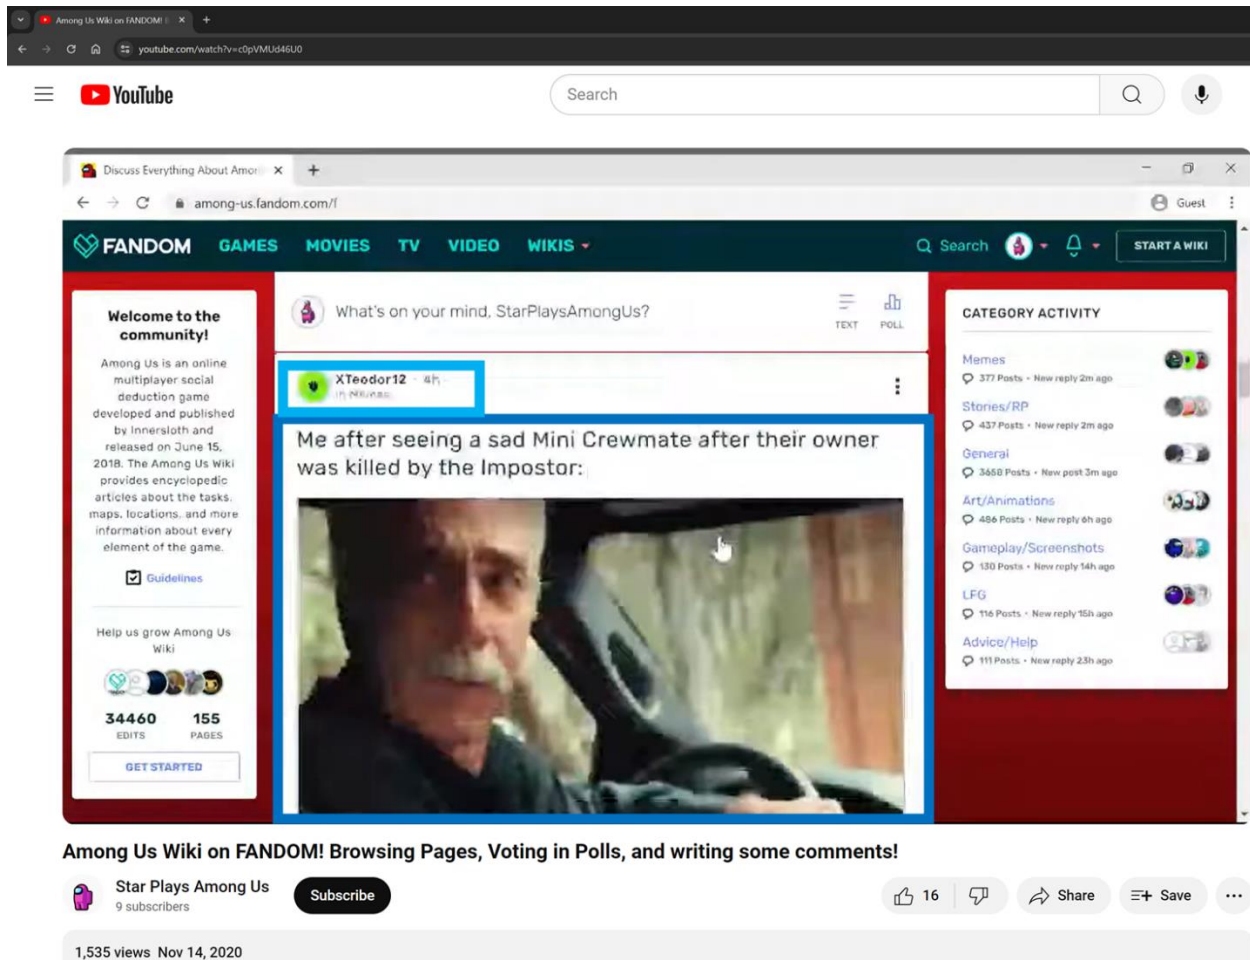 Among Us Wiki on FANDOM!
youtube.com/watch?v=c0pVMUd46U0
YouTube
Search
Discuss Everything About Amor
among-us.fandom.com/f
Guest
FANDOM GAMES MOVIES TV VIDEO WIKIS Search START A WIKI
Welcome to the
community!
Among Us is an online
multiplayer social
deduction game
developed and published
by Innersloth and
released on June 15,
2018. The Among Us Wiki
provides encyclopedic
articles about the tasks,
maps, locations, and more
information about every
element of the game.
Guidelines
Help us grow Among Us
Wiki
34460 155
EDITS PAGES
GET STARTED
What's on your mind, StarPlaysAmongUs?
TEXT POLL
XTeodor12 · 4h
in Memes
Me after seeing a sad Mini Crewmate after their owner
was killed by the Impostor:
CATEGORY ACTIVITY
Memes
377 Posts • New reply 2m ago
Stories/RP
437 Posts • New reply 2m ago
General
3658 Posts • New post 3m ago
Art/Animations
486 Posts • New reply 6h ago
Gameplay/Screenshots
130 Posts • New reply 14h ago
LFG
116 Posts • New reply 15h ago
Advice/Help
111 Posts • New reply 23h ago
Among Us Wiki on FANDOM! Browsing Pages, Voting in Polls, and writing some comments!
Star Plays Among Us
9 subscribers
Subscribe
16 Share Save
1,535 views Nov 14, 2020